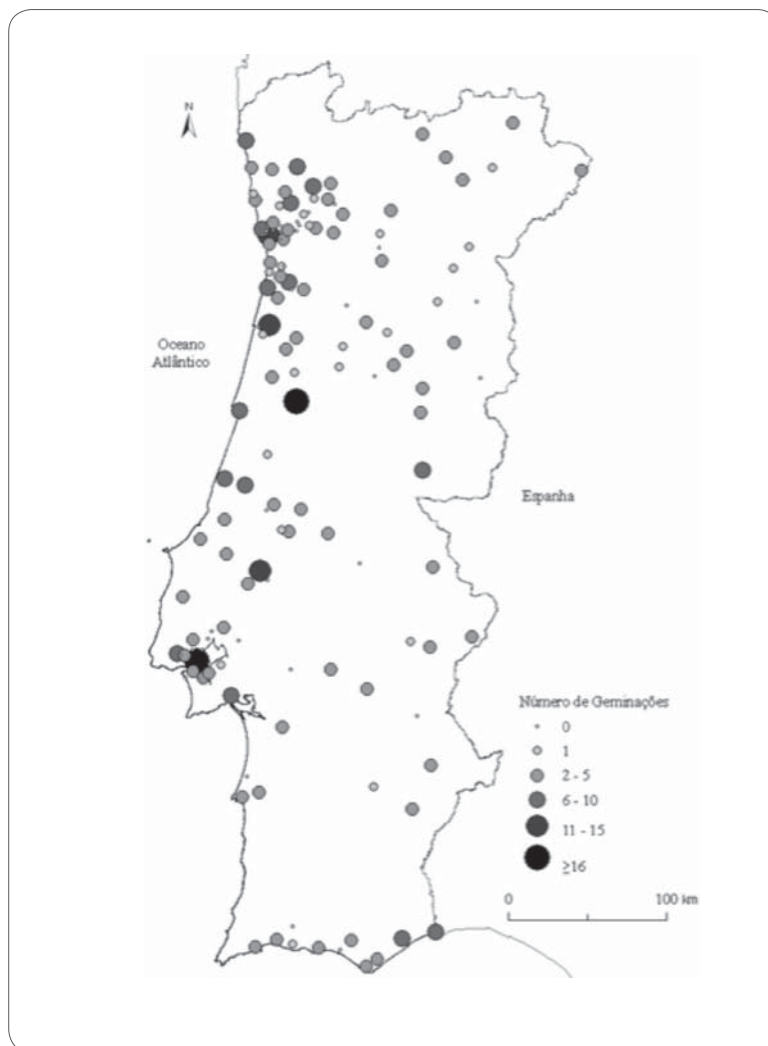 N
Oceano
Atlântico
Espanha
Número de Geminações
0
1
2 - 5
6 - 10
11 - 15
≥16
0 100 km